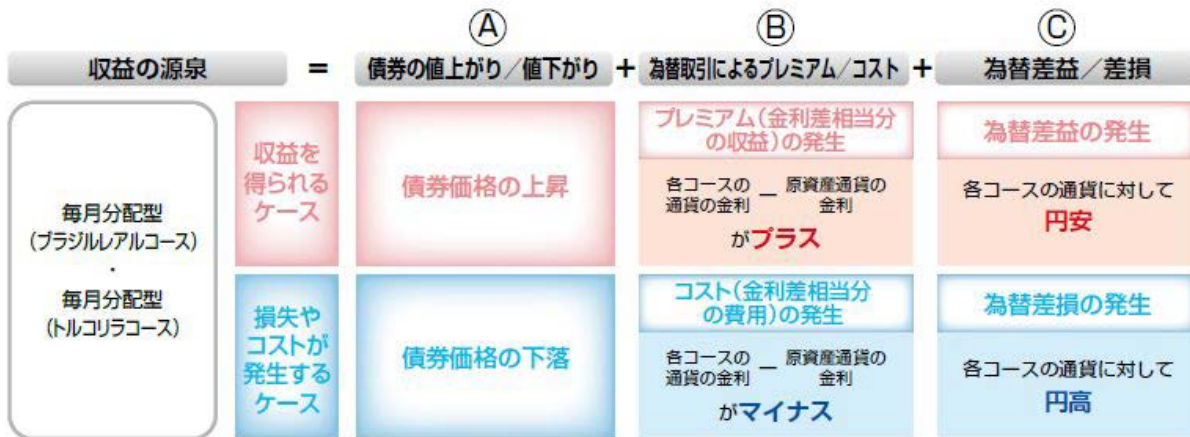 Ⓐ
Ⓑ
Ⓒ
収益の源泉 = 債券の値上がり/値下がり + 為替取引によるプレミアム/コスト + 為替差益/差損
毎月分配型
(ブラジルレアルコース)
・
毎月分配型
(トルコリラコース)
収益を
得られる
ケース
債券価格の上昇
プレミアム(金利差相当分
の収益)の発生
各コースの
通貨の金利
−
原資産通貨の
金利
がプラス
為替差益の発生
各コースの通貨に対して
円安
損失や
コストが
発生する
ケース
債券価格の下落
コスト(金利差相当分
の費用)の発生
各コースの
通貨の金利
−
原資産通貨の
金利
がマイナス
為替差損の発生
各コースの通貨に対して
円高